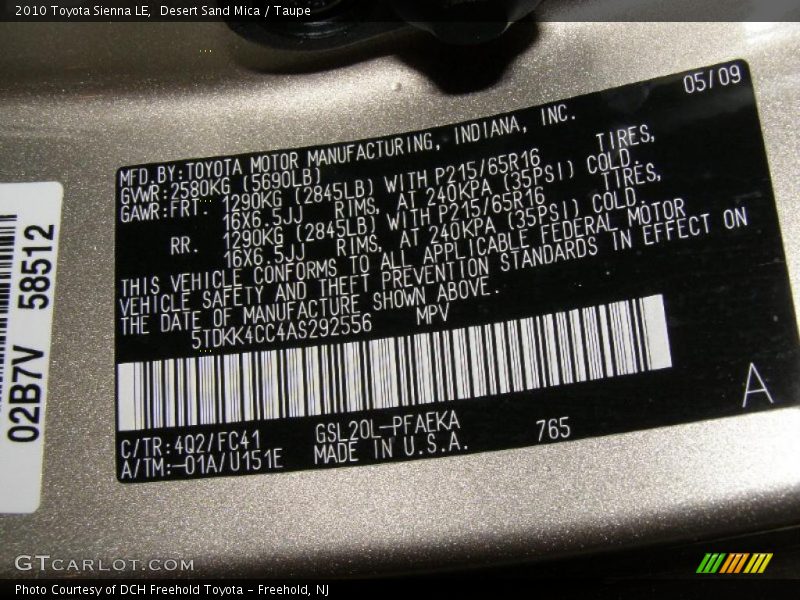 2010 Toyota Sienna LE,  Desert Sand Mica / Taupe
05/09
MFD.BY:TOYOTA MOTOR MANUFACTURING, INDIANA, INC.
GVWR:2580KG (5690LB)
GAWR:FRT. 1290KG (2845LB) WITH P215/65R16 TIRES,
16X6.5JJ RIMS, AT 240KPA (35PSI) COLD.
RR. 1290KG (2845LB) WITH P215/65R16 TIRES,
16X6.5JJ RIMS, AT 240KPA (35PSI) COLD.
THIS VEHICLE CONFORMS TO ALL APPLICABLE FEDERAL MOTOR
VEHICLE SAFETY AND THEFT PREVENTION STANDARDS IN EFFECT ON
THE DATE OF MANUFACTURE SHOWN ABOVE.
5TDKK4CC4AS292556 MPV
A
C/TR:4Q2/FC41 GSL20L-PFAEKA 765
A/TM:-01A/U151E MADE IN U.S.A.
02B7V 58512
GTCARLOT.COM
Photo Courtesy of DCH Freehold Toyota - Freehold, NJ